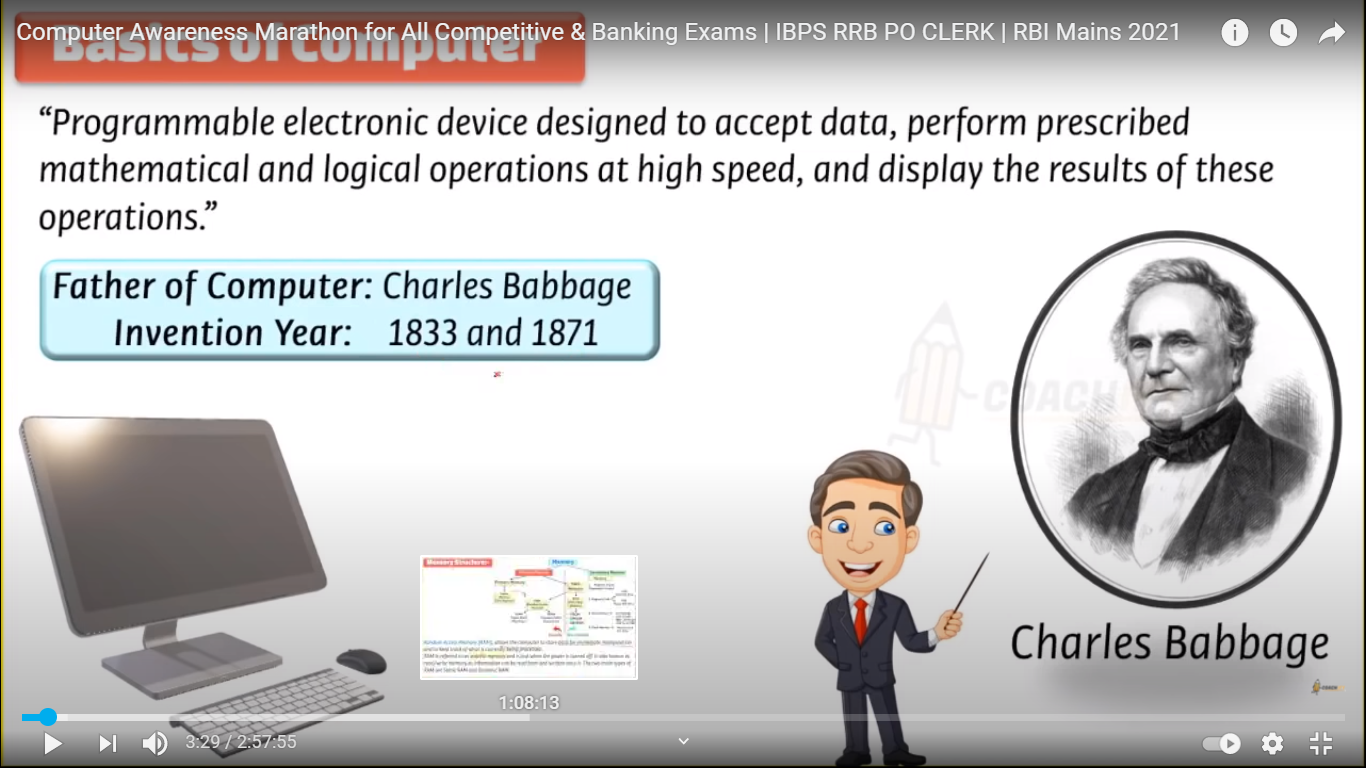 Computer Awareness Marathon for All Competitive & Banking Exams | IBPS RRB PO CLERK | RBI Mains 2021
Basics of Computer
“Programmable electronic device designed to accept data, perform prescribed
mathematical and logical operations at high speed, and display the results of these
operations.”
Father of Computer: Charles Babbage
Invention Year: 1833 and 1871
COACH
Charles Babbage
Memory Structure:-
Memory
1:08:13
3:29 / 2:57:55